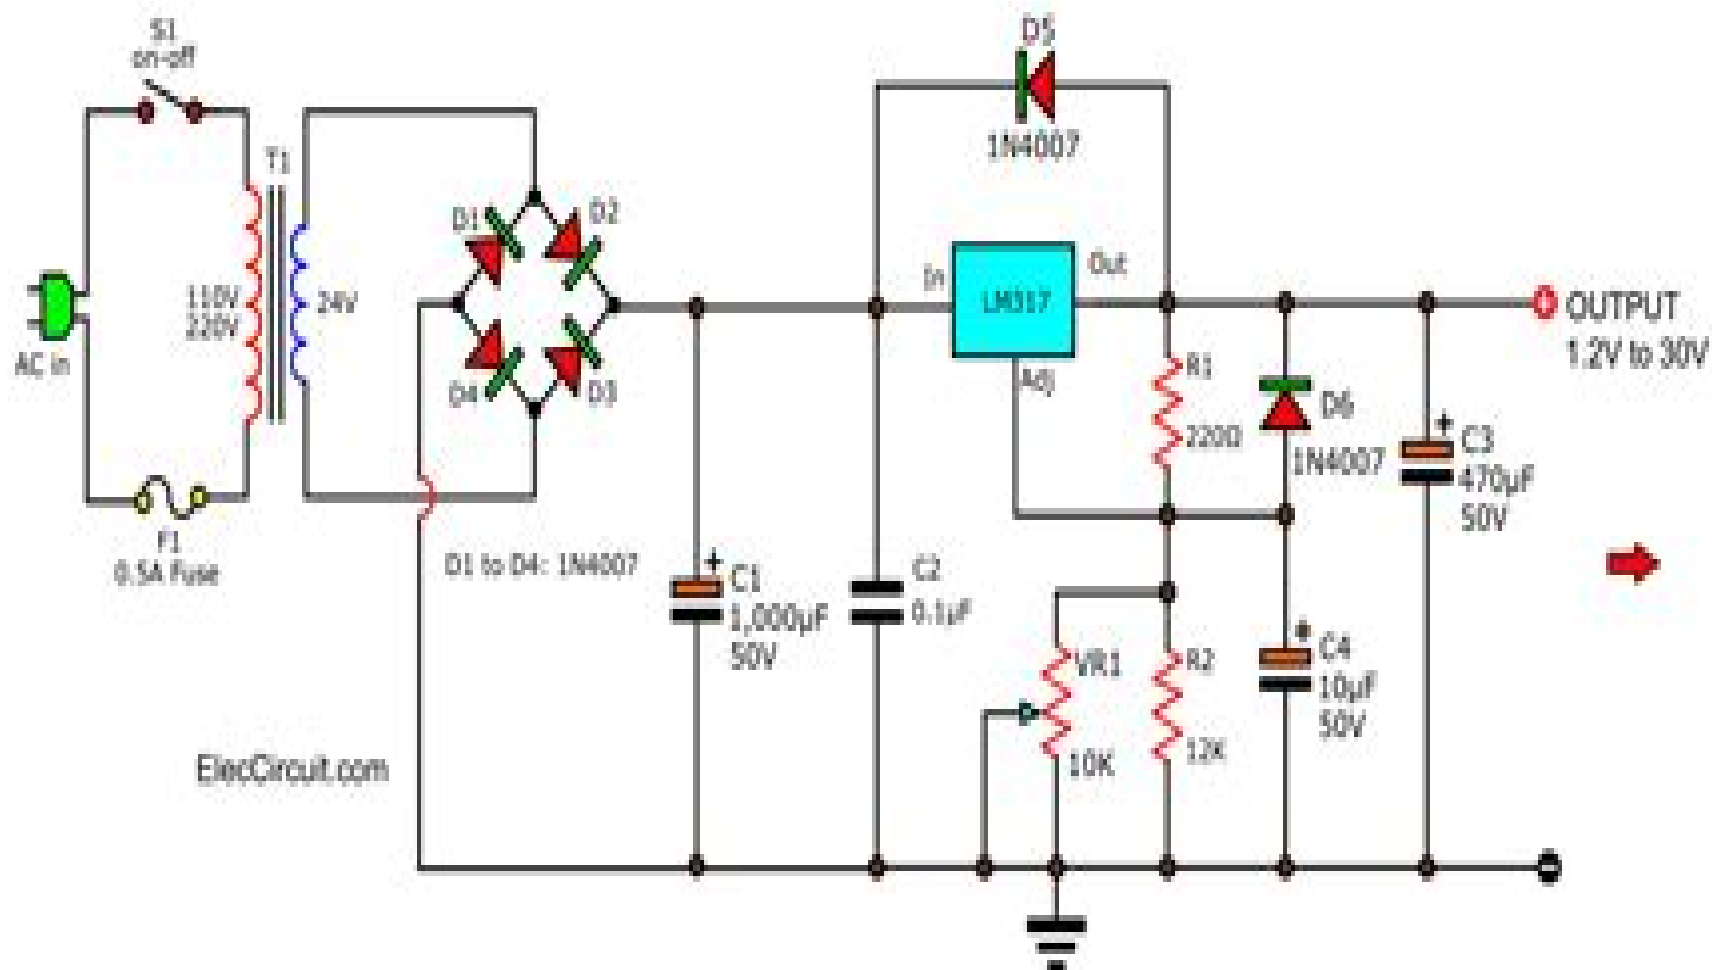 S1
on-off
T1
110V
220V
24V
AC in
F1
0.5A Fuse
D1
D2
D4
D3
D1 to D4: 1N4007
ElecCircuit.com
C1
1,000µF
50V
C2
0.1µF
D5
1N4007
In
LM317
Out
Adj
R1
220Ω
D6
1N4007
+
C3
470µF
50V
OUTPUT
1.2V to 30V
VR1
10K
R2
12K
+
C4
10µF
50V
+